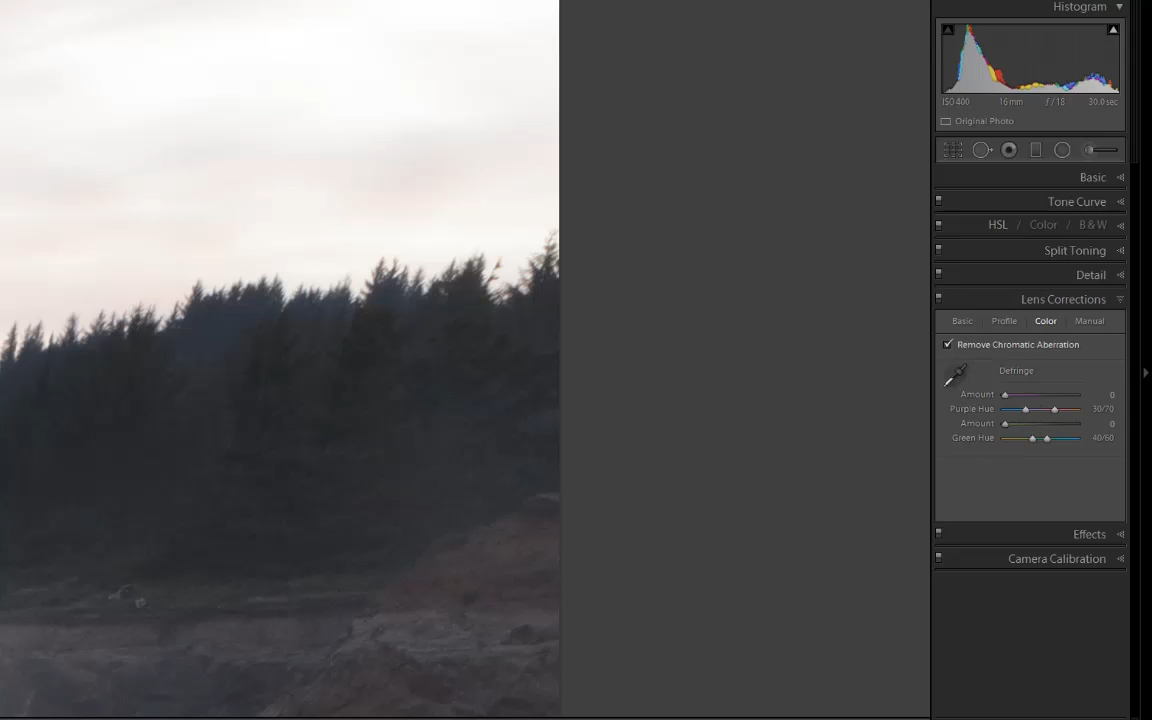 Histogram
ISO 400 16 mm f / 18 30.0 sec
Original Photo
Basic
Tone Curve
HSL / Color / B & W
Split Toning
Detail
Lens Corrections
Basic Profile Color Manual
Remove Chromatic Aberration
Defringe
Amount 0
Purple Hue 30/70
Amount 0
Green Hue 40/60
Effects
Camera Calibration